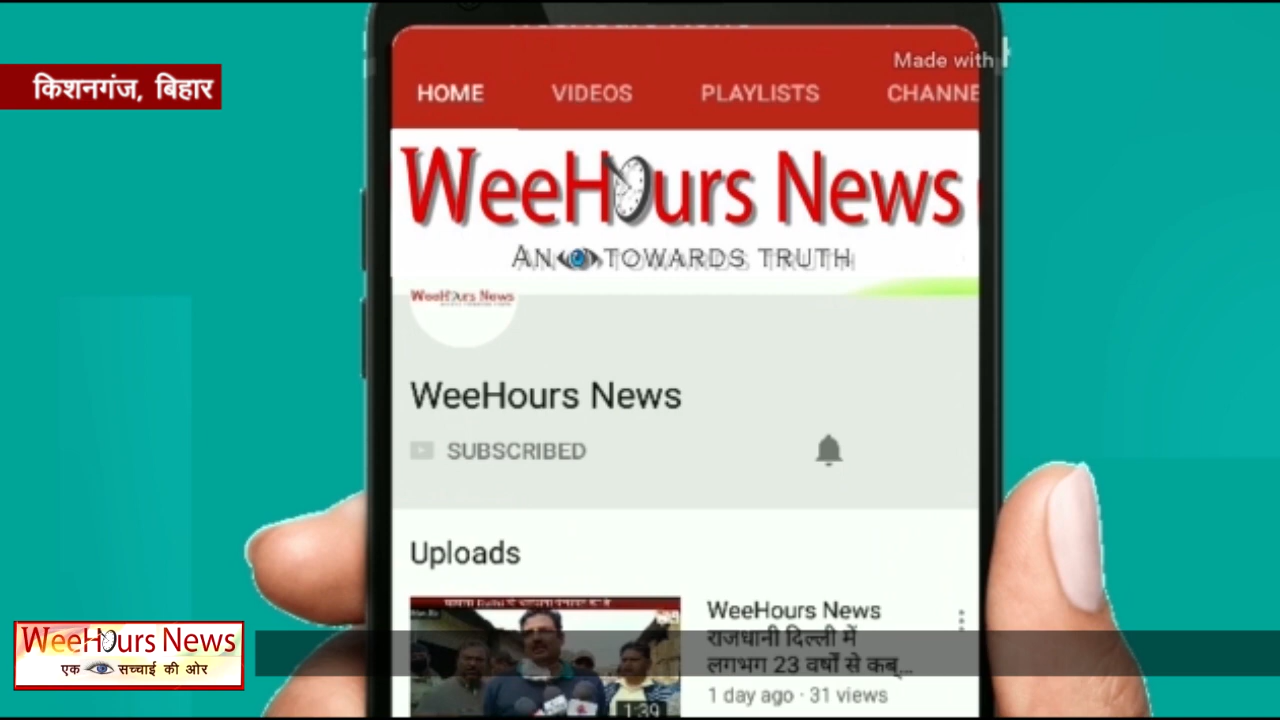 Made with
किशनगंज, बिहार
HOME VIDEOS PLAYLISTS CHANNE
WeeHours News
AN TOWARDS TRUTH
WeeHours News
WeeHours News
SUBSCRIBED
Uploads
WeeHours News
राजधानी दिल्ली में
लगभग 23 वर्षों से कब्...
1 day ago · 31 views
1:39
WeeHours News
एक सच्चाई की ओर